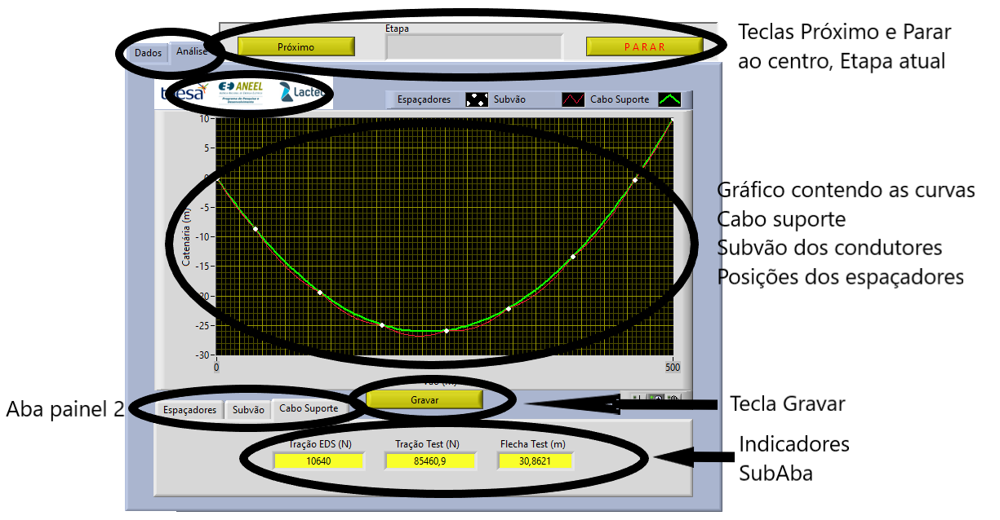 Etapa
Próximo
PARAR
Teclas Próximo e Parar
ao centro, Etapa atual
Dados
Análise
ANEEL
Lactec
Espaçadores
Subvão
Cabo Suporte
10
5
0
-5
-10
-15
-20
-25
-30
Catenária (m)
0
500
Vão (m)
Gráfico contendo as curvas
Cabo suporte
Subvão dos condutores
Posições dos espaçadores
Aba painel 2
Espaçadores
Subvão
Cabo Suporte
Gravar
Tecla Gravar
Tração EDS (N)
Tração Test (N)
Flecha Test (m)
10640
85460,9
30,8621
Indicadores
SubAba